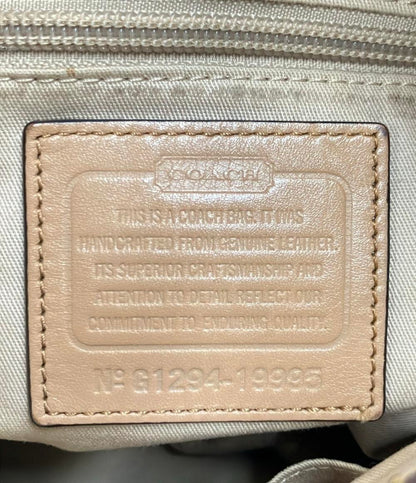 COACH
THIS IS A COACH BAG. IT WAS
HANDCRAFTED FROM GENUINE LEATHER.
ITS SUPERIOR CRAFTSMANSHIP AND
ATTENTION TO DETAIL REFLECT OUR
COMMITMENT TO ENDURING QUALITY.
Nº G1294-19995